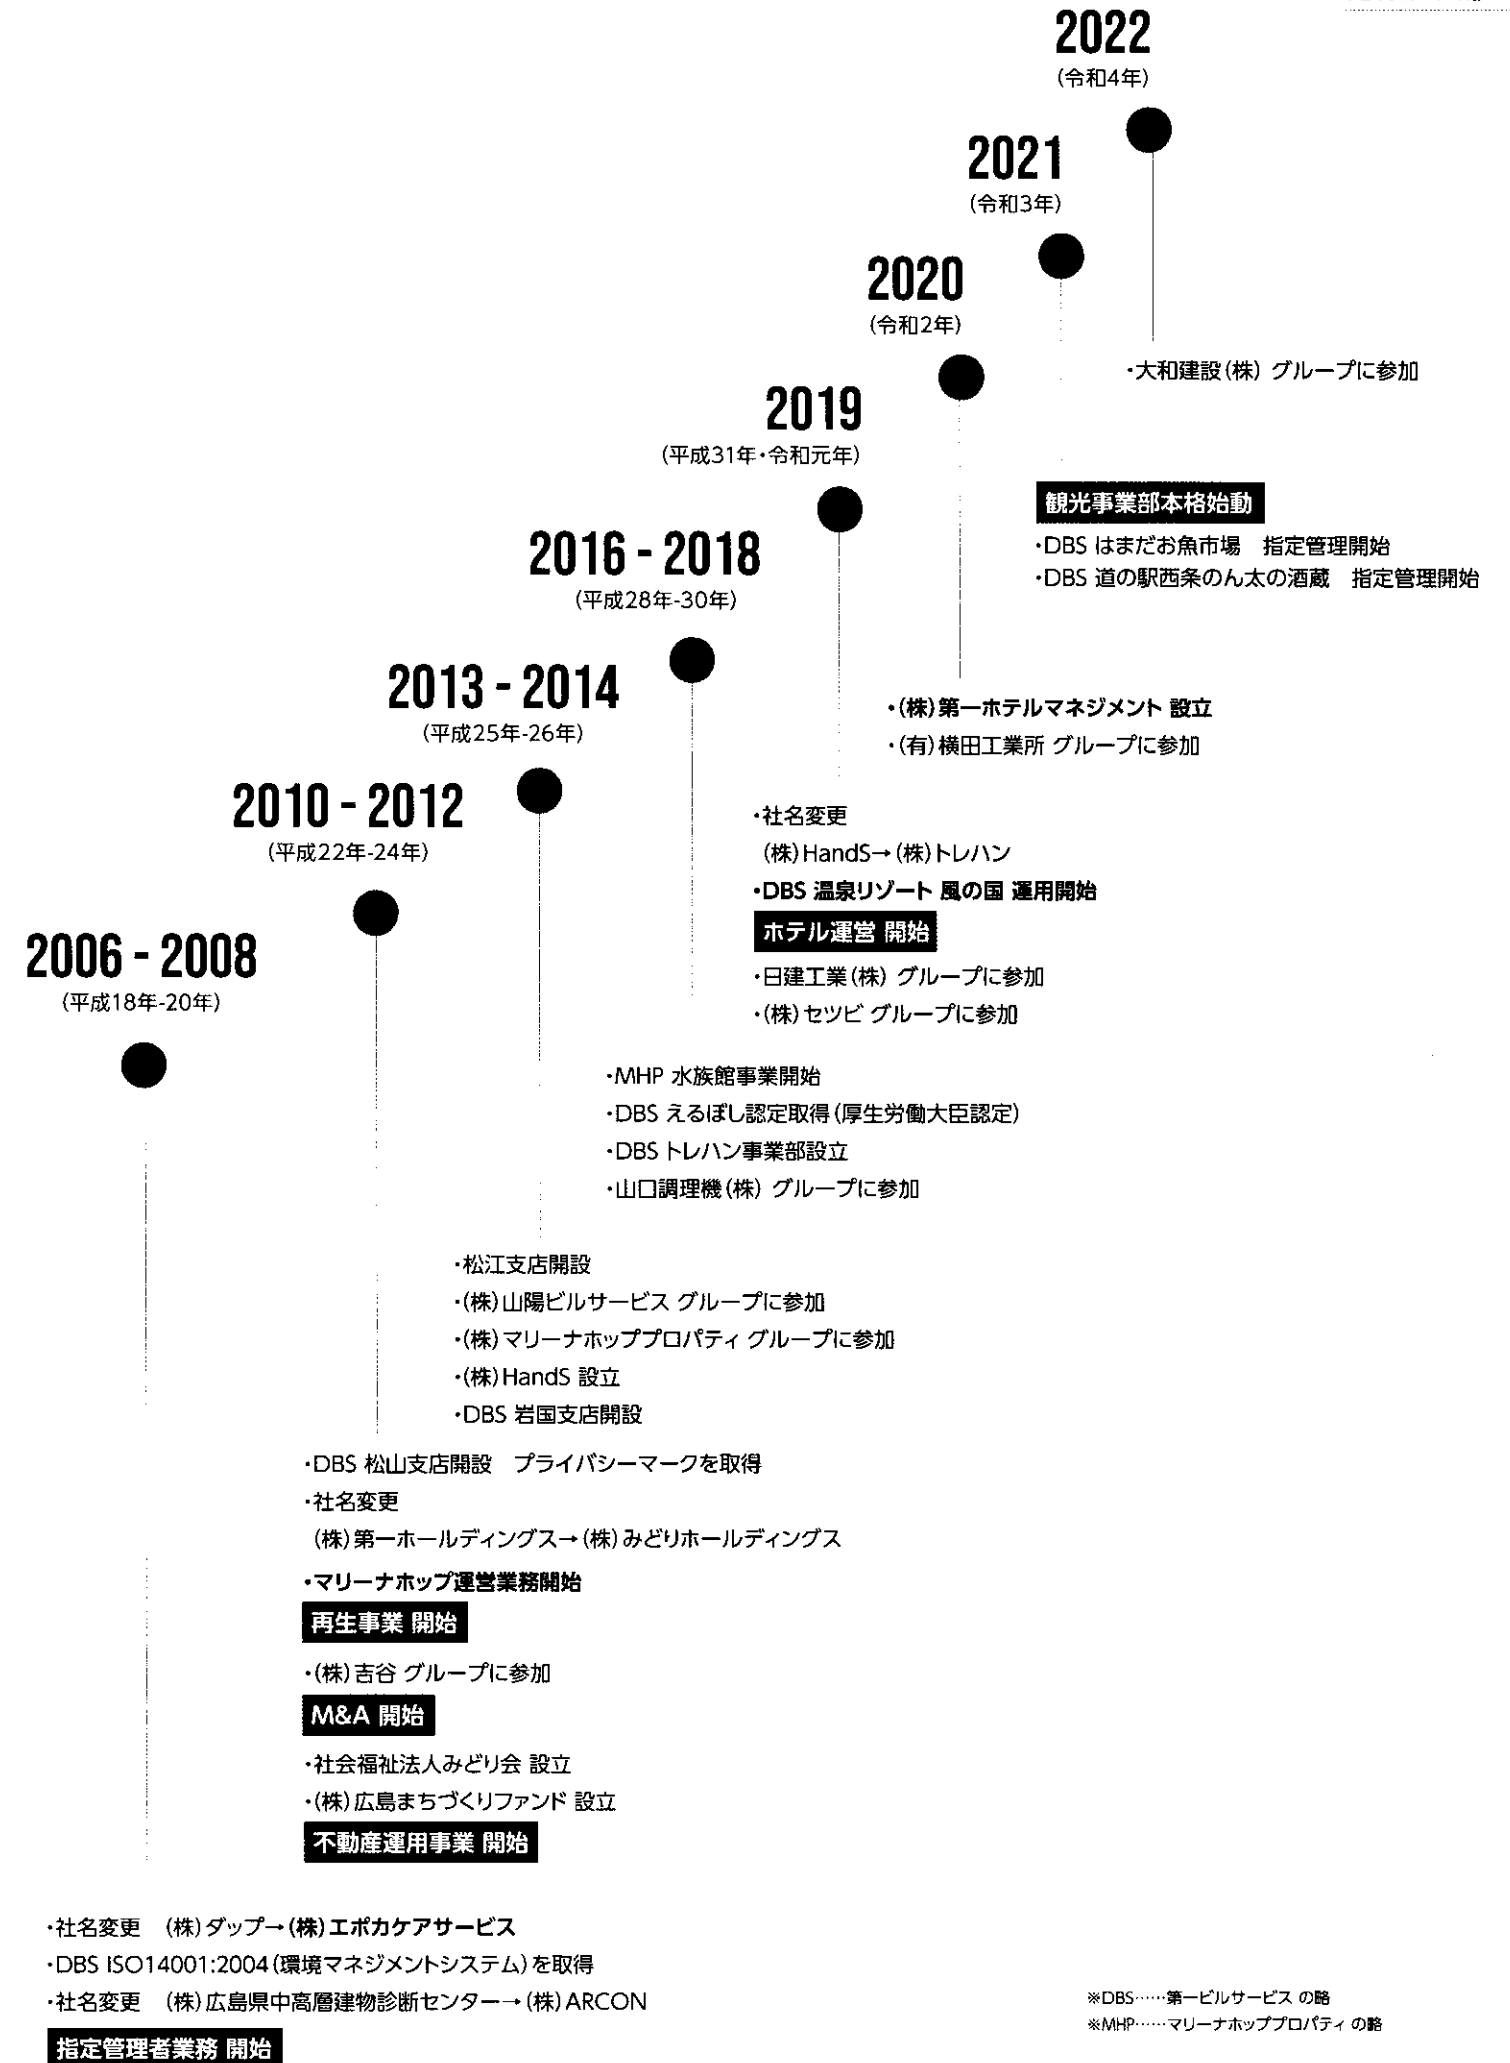 2022
(令和4年)
2021
(令和3年)
2020
(令和2年)
・大和建設(株) グループに参加
2019
(平成31年・令和元年)
観光事業部本格始動
・DBS はまだお魚市場　指定管理開始
・DBS 道の駅西条のん太の酒蔵　指定管理開始
2016 - 2018
(平成28年-30年)
2013 - 2014
(平成25年-26年)
・(株)第一ホテルマネジメント 設立
・(有)横田工業所 グループに参加
2010 - 2012
(平成22年-24年)
・社名変更
(株)HandS→(株)トレハン
・DBS 温泉リゾート 風の国 運用開始
ホテル運営 開始
・日建工業(株) グループに参加
・(株)セツビ グループに参加
2006 - 2008
(平成18年-20年)
・MHP 水族館事業開始
・DBS えるぼし認定取得(厚生労働大臣認定)
・DBS トレハン事業部設立
・山口調理機(株) グループに参加
・松江支店開設
・(株)山陽ビルサービス グループに参加
・(株)マリーナホッププロパティ グループに参加
・(株)HandS 設立
・DBS 岩国支店開設
・DBS 松山支店開設　プライバシーマークを取得
・社名変更
(株)第一ホールディングス→(株)みどりホールディングス
・マリーナホップ運営業務開始
再生事業 開始
・(株)吉谷 グループに参加
M&A 開始
・社会福祉法人みどり会 設立
・(株)広島まちづくりファンド 設立
不動産運用事業 開始
・社名変更　(株)ダップ→(株)エポカケアサービス
・DBS ISO14001:2004(環境マネジメントシステム)を取得
・社名変更　(株)広島県中高層建物診断センター→(株)ARCON
指定管理者業務 開始
※DBS……第一ビルサービス の略
※MHP……マリーナホッププロパティ の略